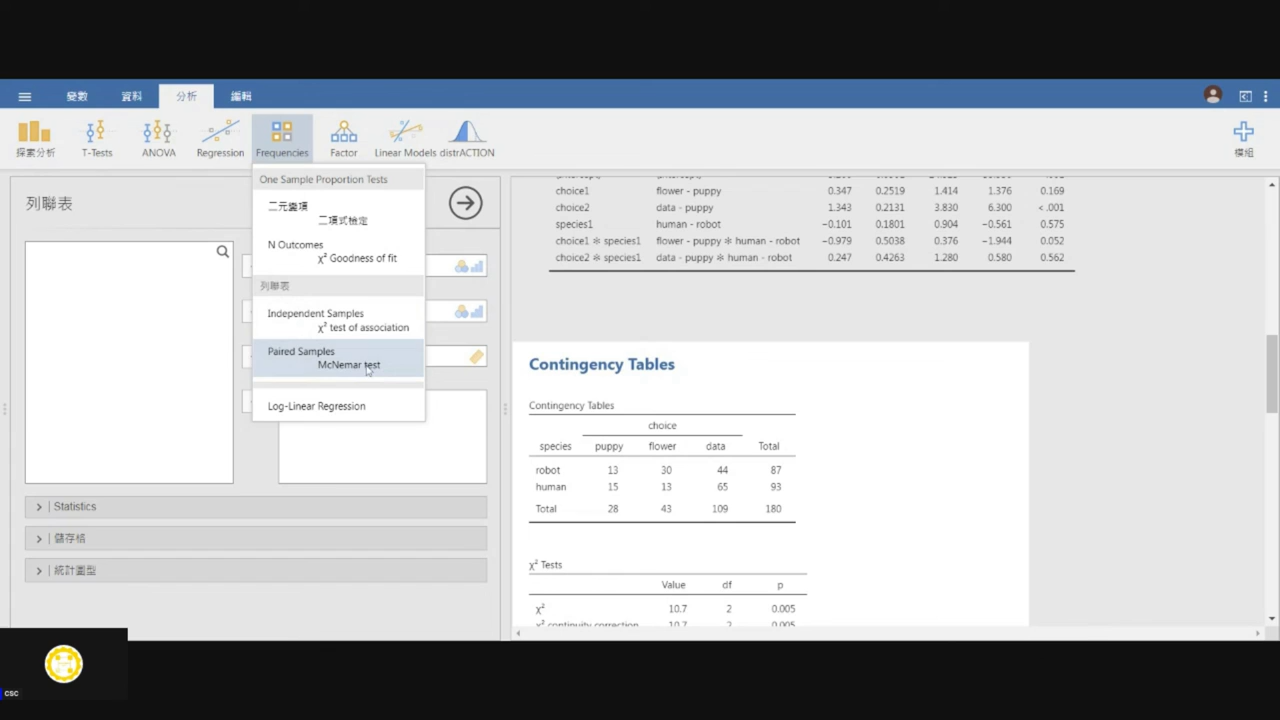 變數 資料 分析 編輯
探索分析 T-Tests ANOVA Regression Frequencies Factor Linear Models distrACTION 模組
One Sample Proportion Tests
二元變項
二項式檢定
N Outcomes
χ² Goodness of fit
列聯表
Independent Samples
χ² test of association
Paired Samples
McNemar test
Log-Linear Regression
列聯表
Statistics
儲存格
統計圖型
choice1 flower - puppy 0.347 0.2519 1.414 1.376 0.169
choice2 data - puppy 1.343 0.2131 3.830 6.300 < .001
species1 human - robot −0.101 0.1801 0.904 −0.561 0.575
choice1 ✻ species1 flower - puppy ✻ human - robot −0.979 0.5038 0.376 −1.944 0.052
choice2 ✻ species1 data - puppy ✻ human - robot 0.247 0.4263 1.280 0.580 0.562
Contingency Tables
Contingency Tables
choice
species puppy flower data Total
robot 13 30 44 87
human 15 13 65 93
Total 28 43 109 180
χ² Tests
Value df p
χ² 10.7 2 0.005
χ² continuity correction 10.7 2 0.005
csc